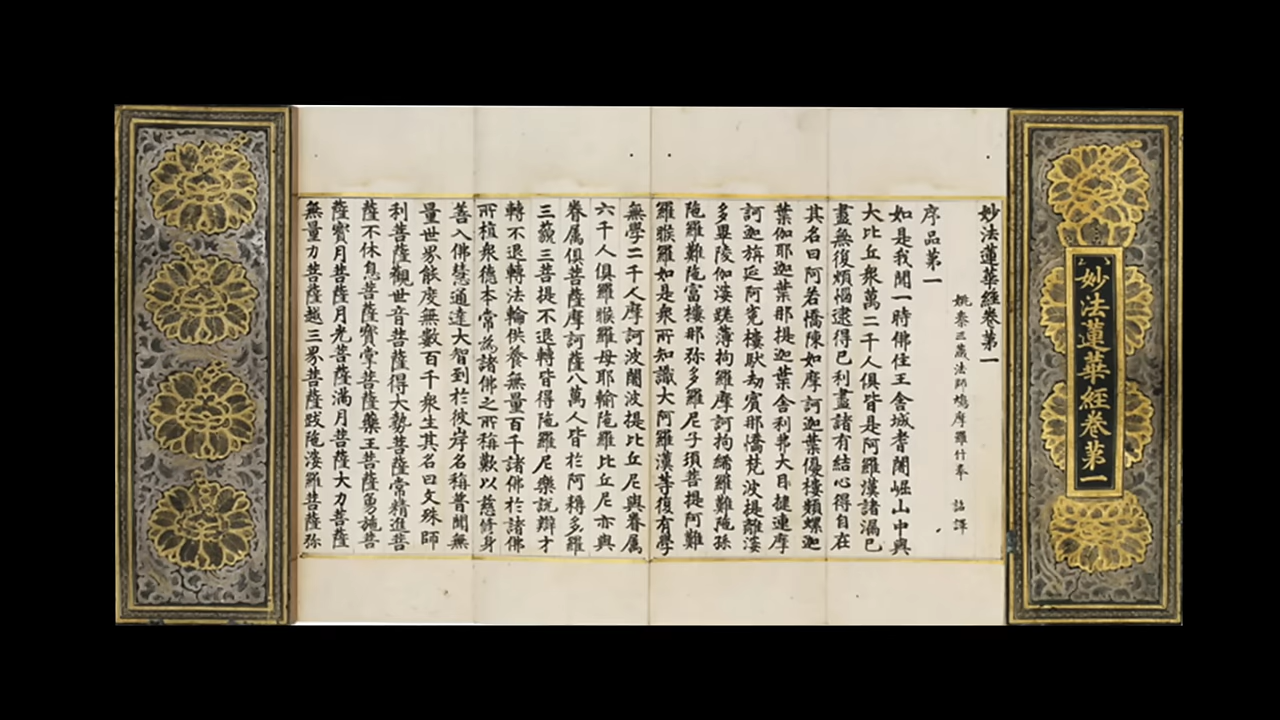 妙法蓮華經卷第一
妙法蓮華經卷第一
姚秦三藏法師鳩摩羅什奉 詔譯
序品第一
如是我聞一時佛住王舍城耆闍崛山中與
大比丘衆萬二千人俱皆是阿羅漢諸漏已
盡無復煩惱逮得已利盡諸有結心得自在
其名曰阿若憍陳如摩訶迦葉優樓頻螺迦
葉伽耶迦葉那提迦葉舍利弗大目揵連摩
訶迦旃延阿㝹樓馱劫賓那憍梵波提離婆
多畢陵伽婆蹉薄拘羅摩訶拘絺羅難陁孫
陁羅難陁富樓那弥多羅尼子須菩提阿難
羅睺羅如是衆所知識大阿羅漢等復有學
無學二千人摩訶波闍波提比丘尼與眷属
六千人俱羅睺羅母耶輸陁羅比丘尼亦與
眷属俱菩薩摩訶薩八萬人皆於阿耨多羅
三藐三菩提不退轉皆得陁羅尼樂說辯才
轉不退轉法輪供養無量百千諸佛於諸佛
所植衆德本常為諸佛之所稱歎以慈修身
善入佛慧通達大智到於彼岸名稱普聞無
量世界能度無數百千衆生其名曰文殊師
利菩薩觀世音菩薩得大勢菩薩常精進菩
薩不休息菩薩寶掌菩薩藥王菩薩勇施菩
薩寶月菩薩月光菩薩滿月菩薩大力菩薩
無量力菩薩越三界菩薩跋陁婆羅菩薩弥